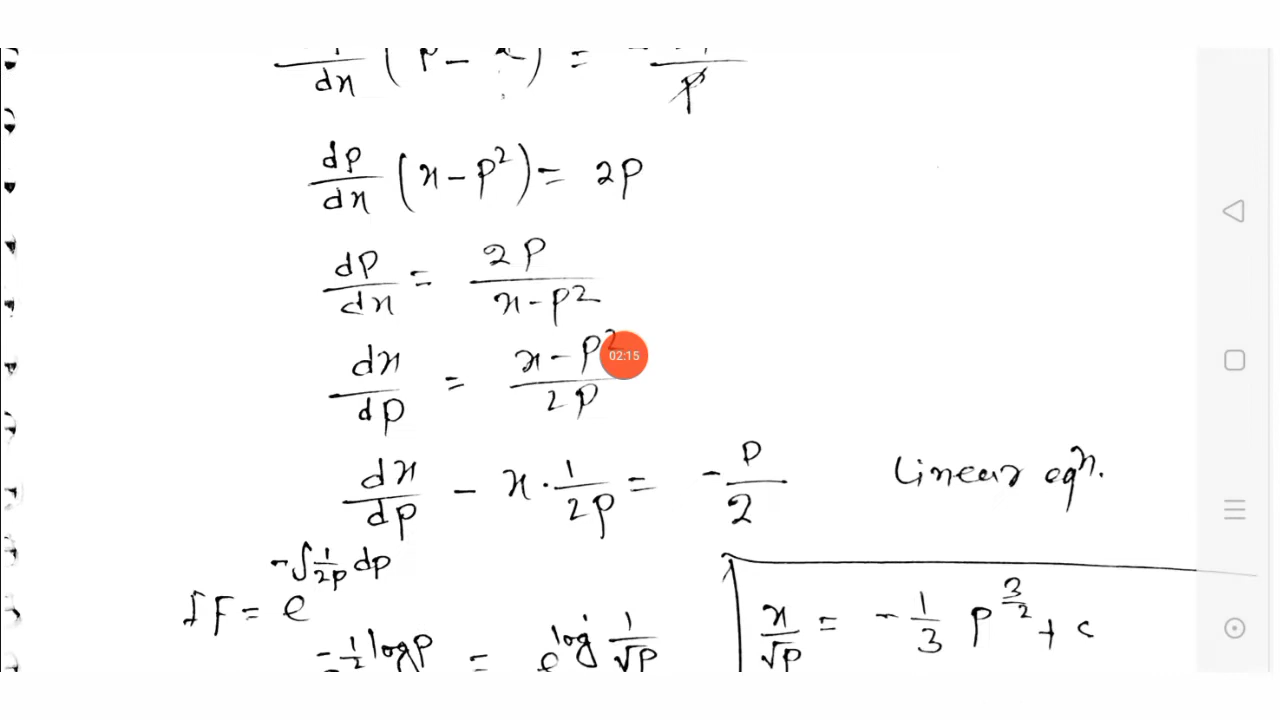 dx (p - x) = - p
dp/dx (x - p²) = 2p
dp/dx = 2p/(x - p²)
dx/dp = (x - p²)/2p
02:15
dx/dp - x · 1/2p = - p/2 Linear eqn.
IF = e^(-∫ 1/2p dp)
-1/2 log p = e^(log 1/√p)
x/√p = - 1/3 p^(3/2) + c